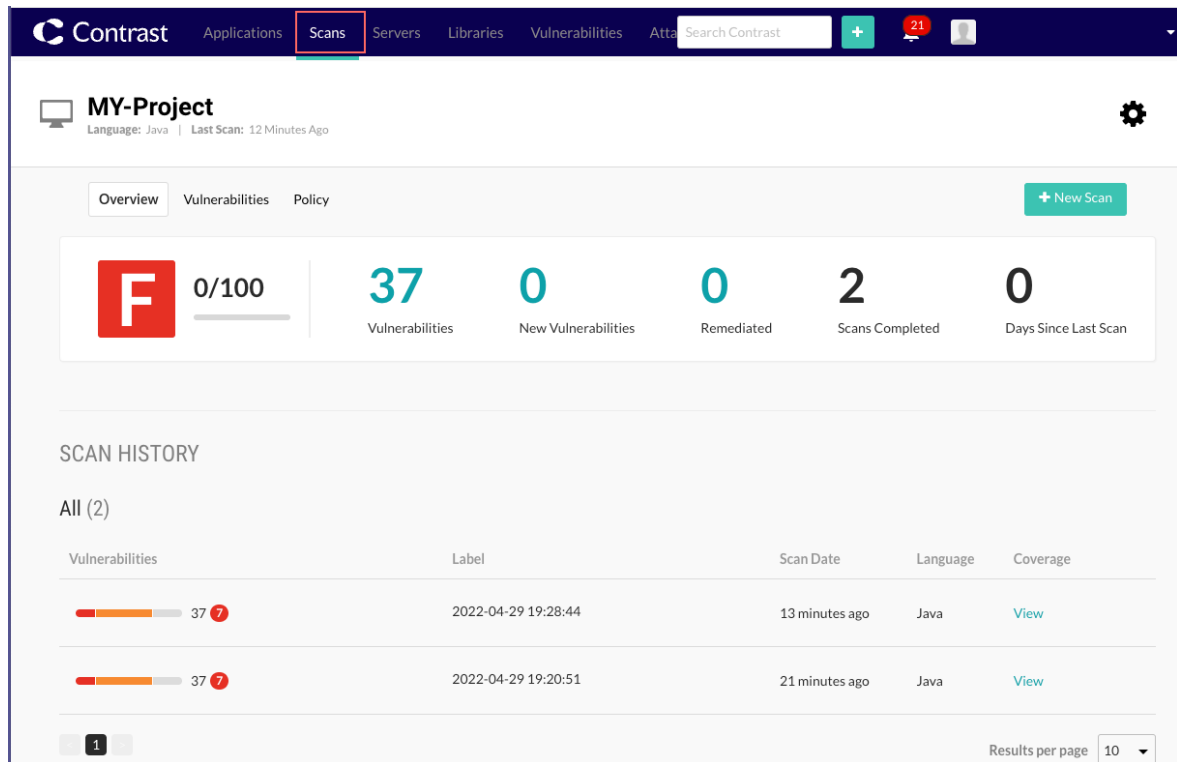 Contrast Applications Scans Servers Libraries Vulnerabilities Atta Search Contrast + 21
MY-Project
Language: Java | Last Scan: 12 Minutes Ago
Overview Vulnerabilities Policy + New Scan
F 0/100 37 0 0 2 0
Vulnerabilities New Vulnerabilities Remediated Scans Completed Days Since Last Scan
SCAN HISTORY
All (2)
Vulnerabilities Label Scan Date Language Coverage
37 7 2022-04-29 19:28:44 13 minutes ago Java View
37 7 2022-04-29 19:20:51 21 minutes ago Java View
< 1 >
Results per page 10